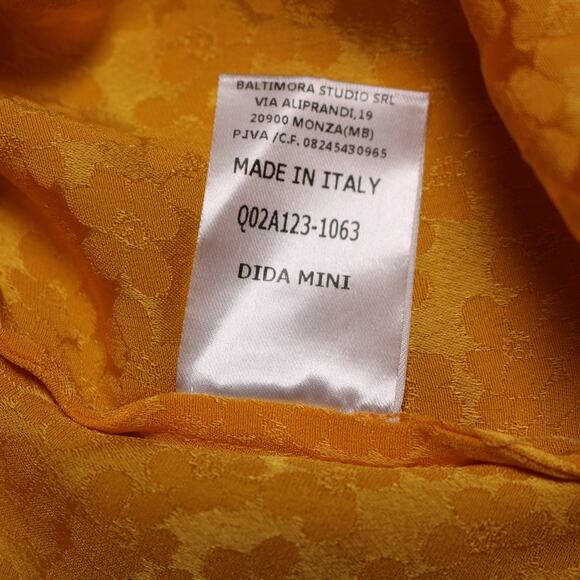 BALTIMORA STUDIO SRL
VIA ALIPRANDI,19
20900 MONZA(MB)
P.IVA /C.F. 08245430965
MADE IN ITALY
Q02A123-1063
DIDA MINI